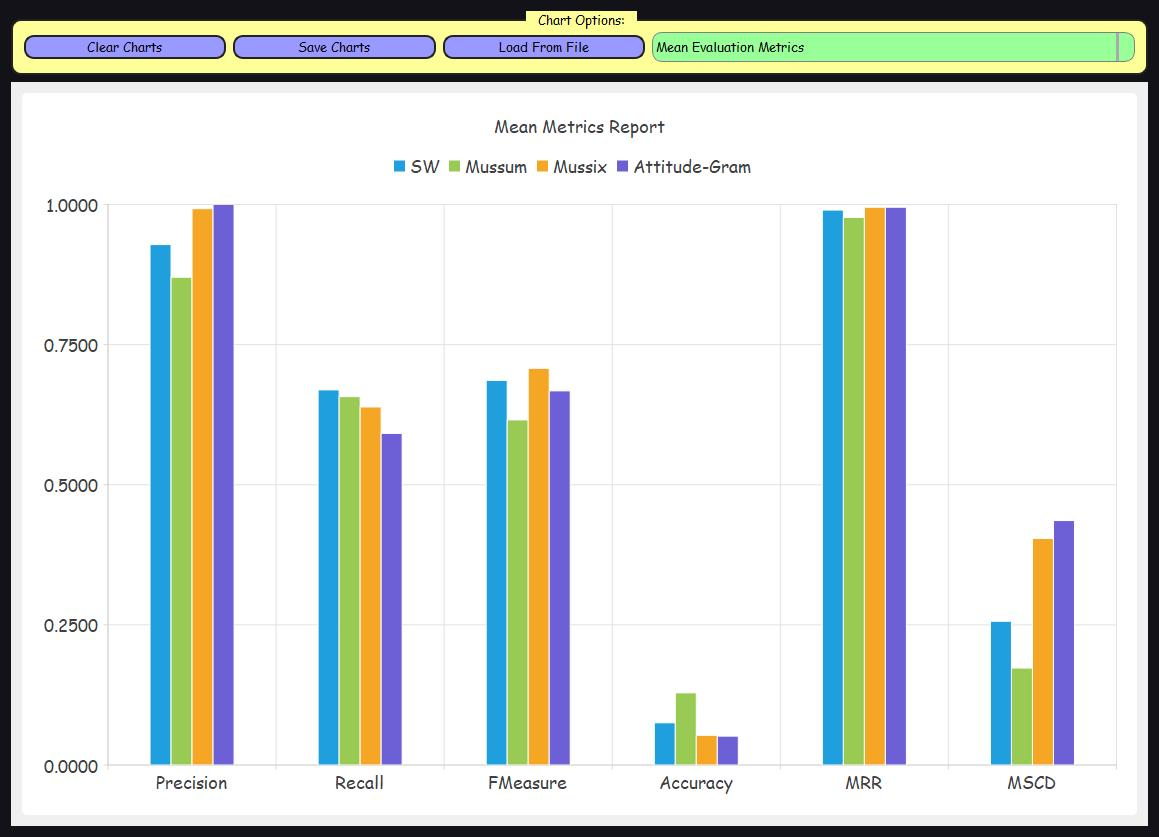 Chart Options:
Clear Charts Save Charts Load From File Mean Evaluation Metrics
Mean Metrics Report
SW Mussum Mussix Attitude-Gram
1.0000
0.7500
0.5000
0.2500
0.0000
Precision Recall FMeasure Accuracy MRR MSCD